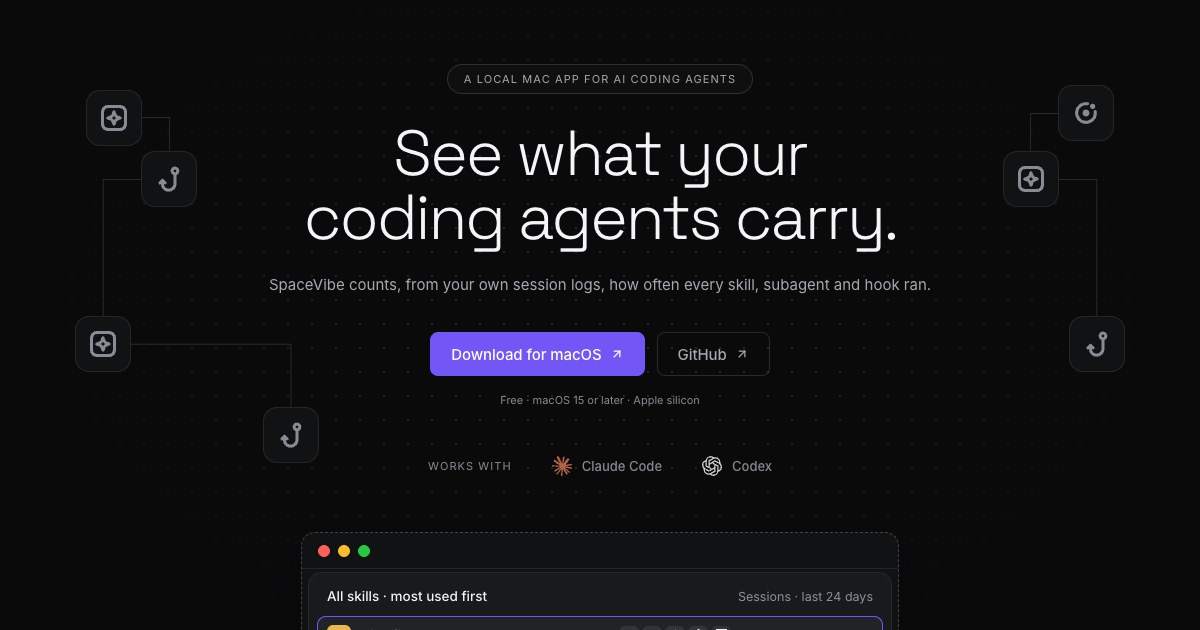 A LOCAL MAC APP FOR AI CODING AGENTS
See what your
coding agents carry.
SpaceVibe counts, from your own session logs, how often every skill, subagent and hook ran.
Download for macOS
GitHub
Free · macOS 15 or later · Apple silicon
WORKS WITH
Claude Code
Codex
All skills · most used first
Sessions · last 24 days